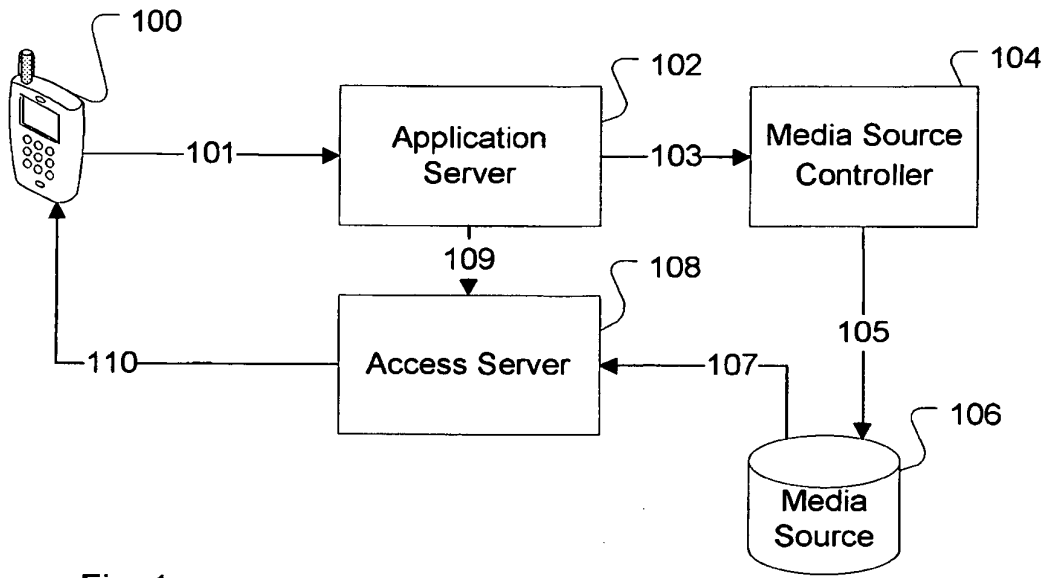 100
102
104
Application
Server
Media Source
Controller
101
103
109
108
105
Access Server
110
107
106
Media
Source
Fig. 1